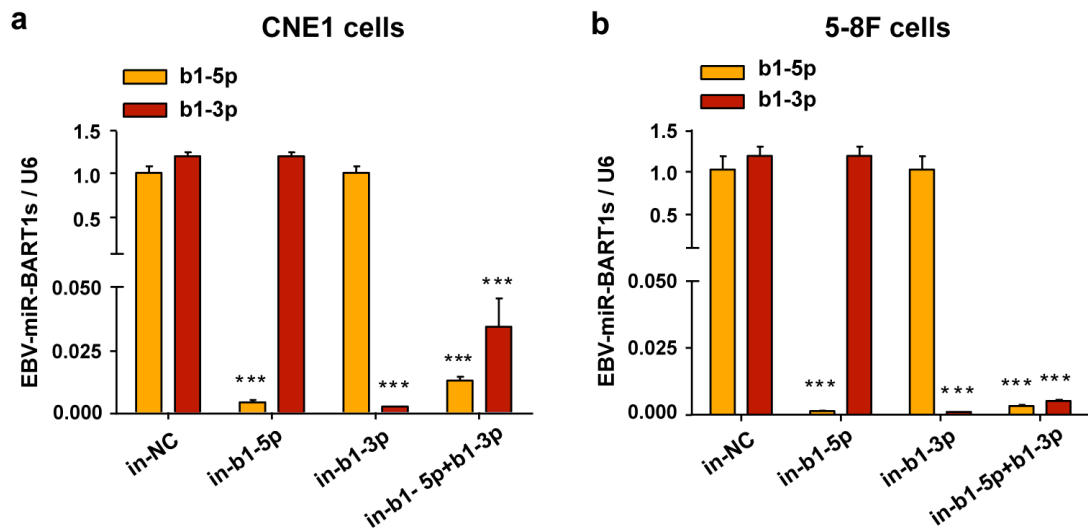 a
CNE1 cells
b1-5p
b1-3p
EBV-miR-BART1s / U6
1.5
1.0
0.5
0.050
0.025
0.000
***
***
***
***
in-NC
in-b1-5p
in-b1-3p
in-b1- 5p+b1-3p
b
5-8F cells
b1-5p
b1-3p
EBV-miR-BART1s / U6
1.5
1.0
0.5
0.050
0.025
0.000
***
***
***
***
in-NC
in-b1-5p
in-b1-3p
in-b1-5p+b1-3p